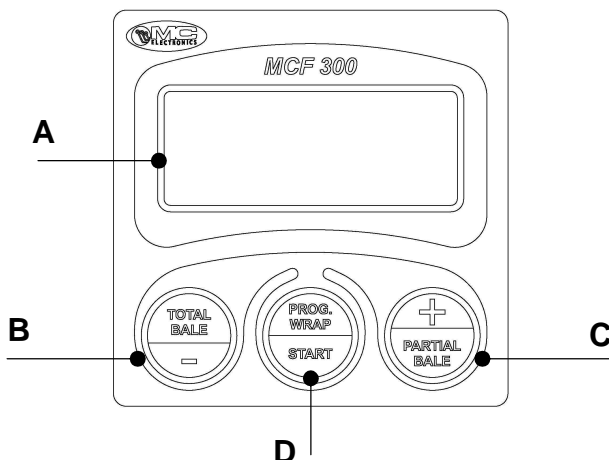 MC
ELECTRONICS
MCF 300
A
B
TOTAL
BALE
-
PROG.
WRAP
START
+
PARTIAL
BALE
C
D